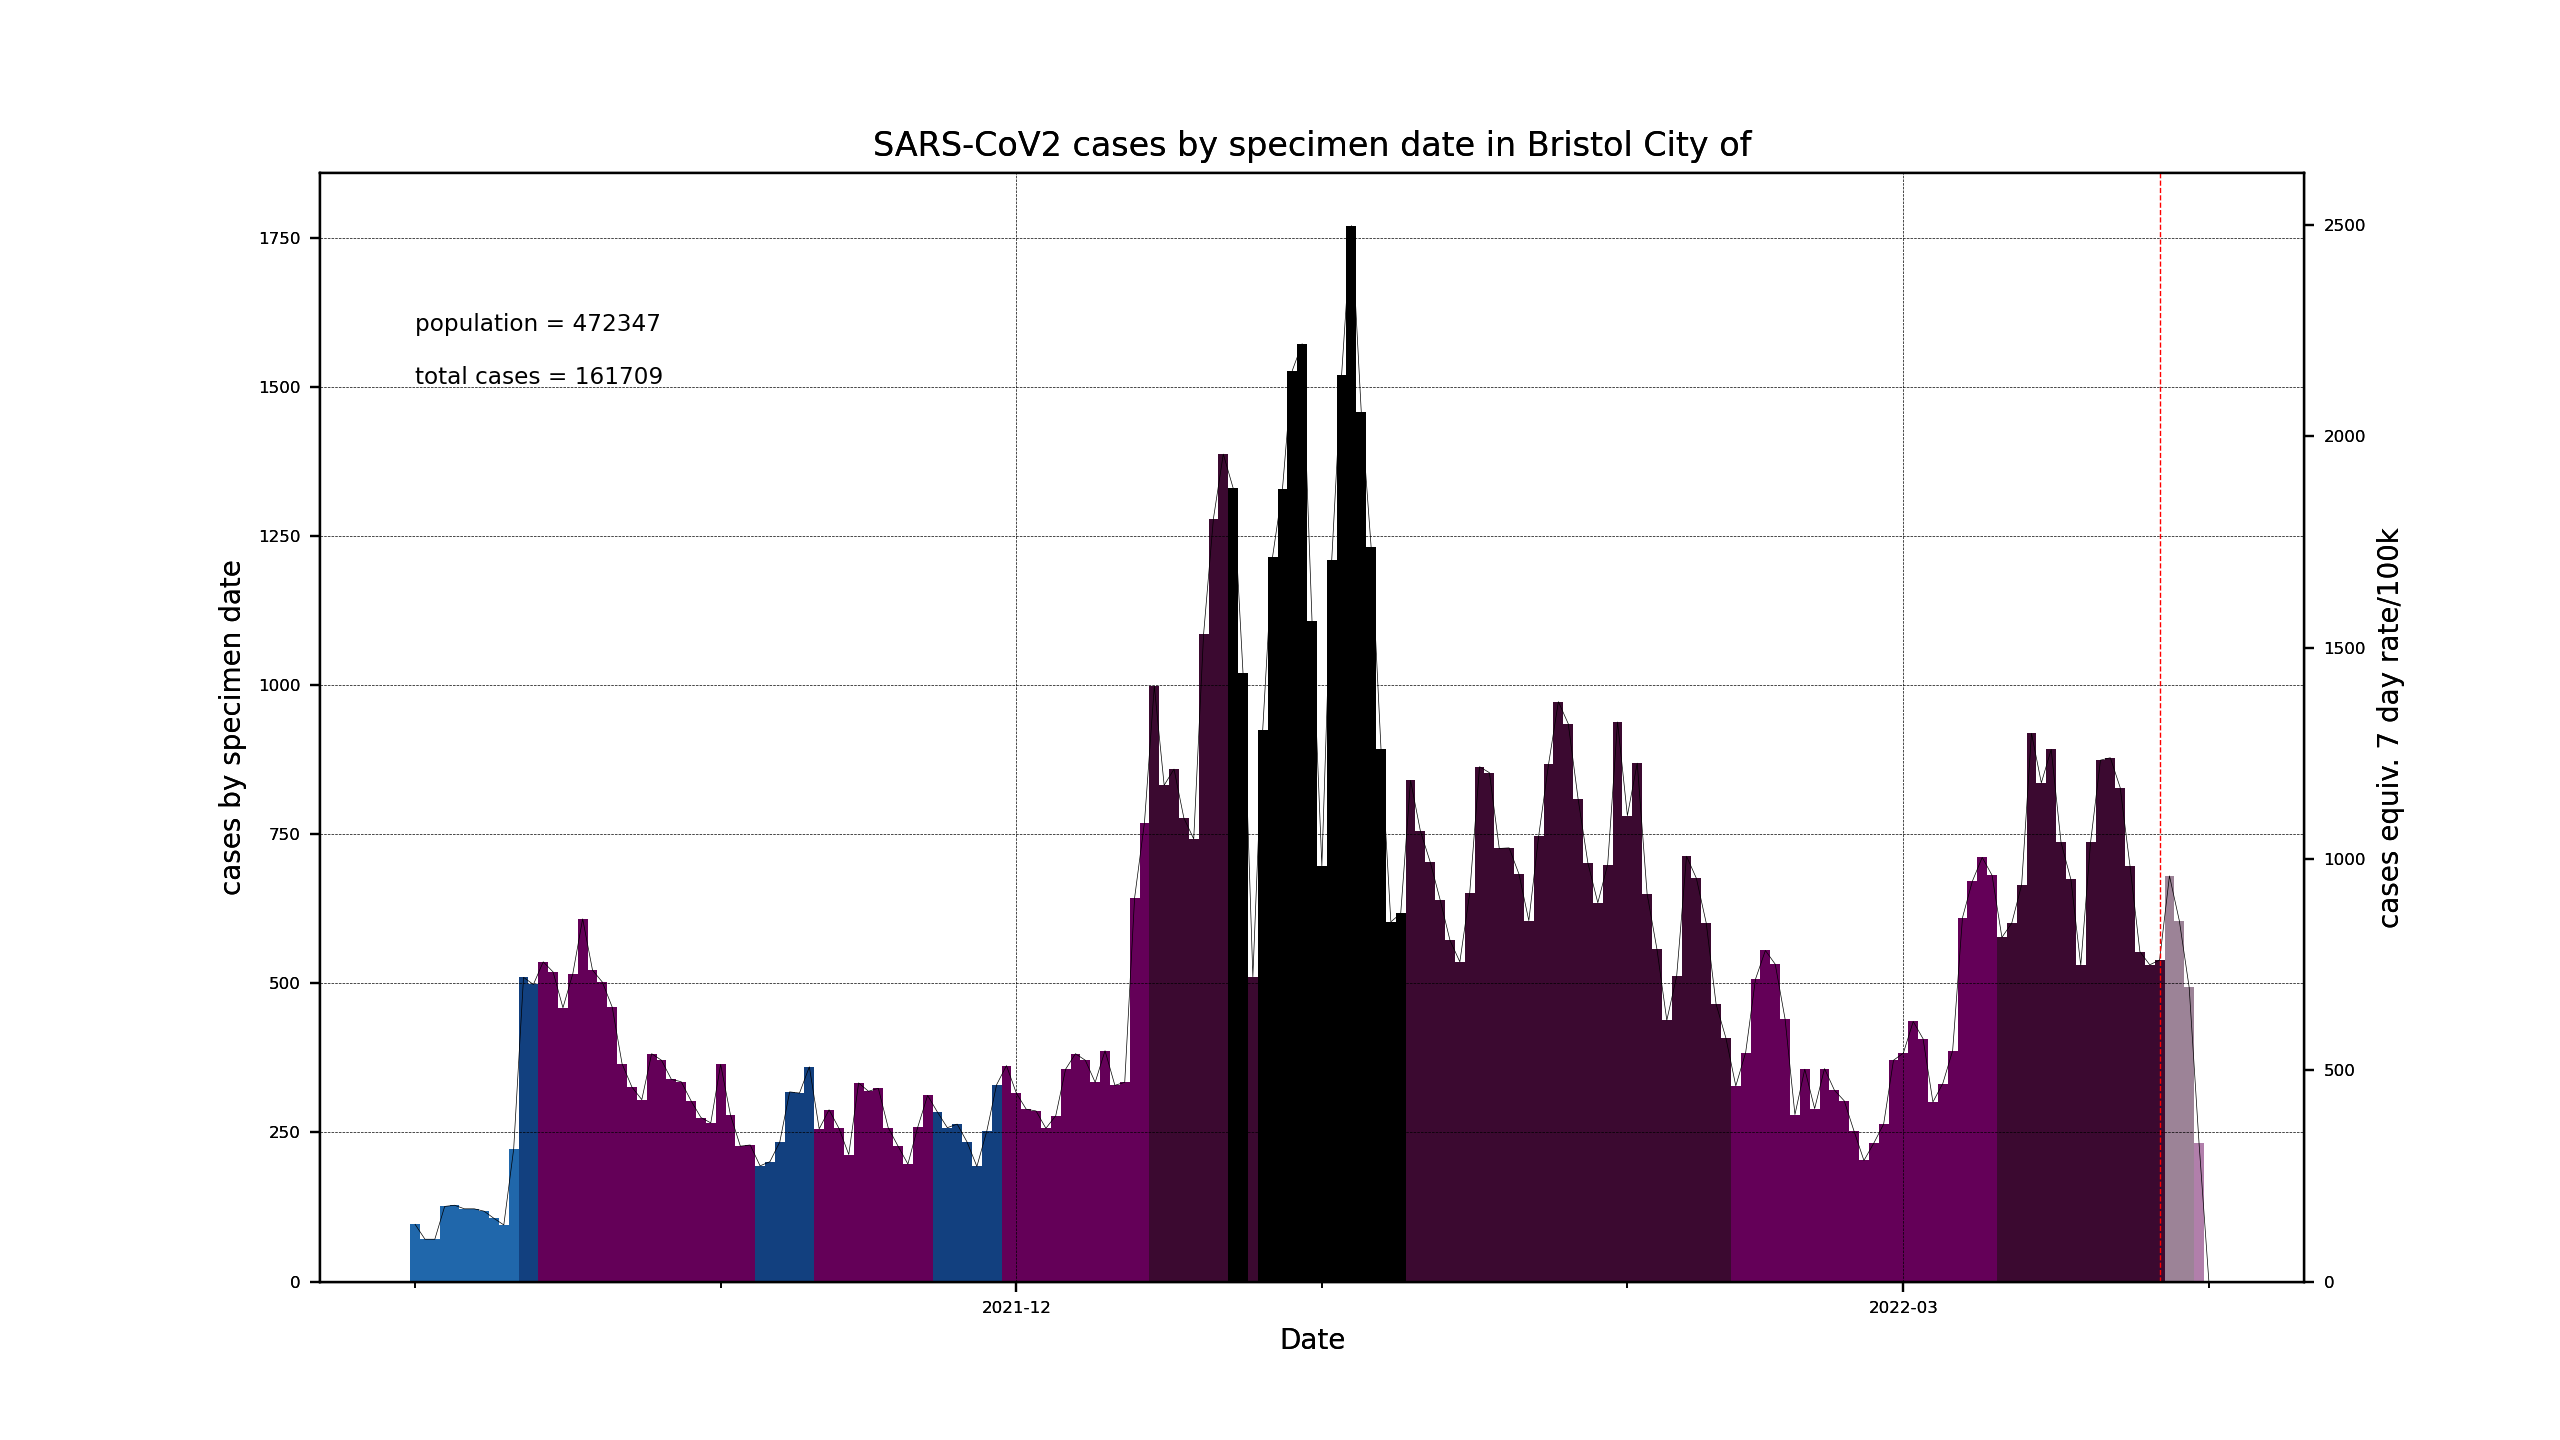 SARS-CoV2 cases by specimen date in Bristol City of
population = 472347
total cases = 161709
cases by specimen date
1750
1500
1250
1000
750
500
250
0
2500
2000
1500
1000
500
0
cases equiv. 7 day rate/100k
2021-12
2022-03
Date